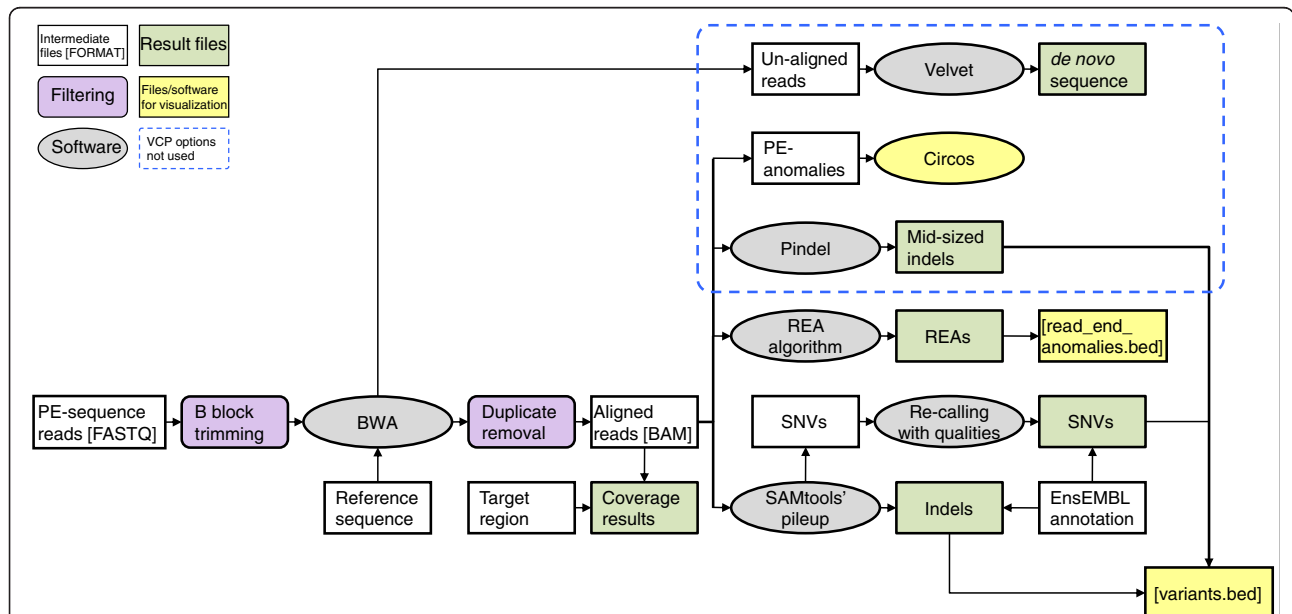 Intermediate
files [FORMAT]
Result files
Filtering
Files/software
for visualization
Software
VCP options
not used
Un-aligned
reads
Velvet
de novo
sequence
PE-
anomalies
Circos
Pindel
Mid-sized
indels
REA
algorithm
REAs
[read_end_
anomalies.bed]
PE-sequence
reads [FASTQ]
B block
trimming
BWA
Duplicate
removal
Aligned
reads [BAM]
SNVs
Re-calling
with qualities
SNVs
Reference
sequence
Target
region
Coverage
results
SAMtools'
pileup
Indels
EnsEMBL
annotation
[variants.bed]